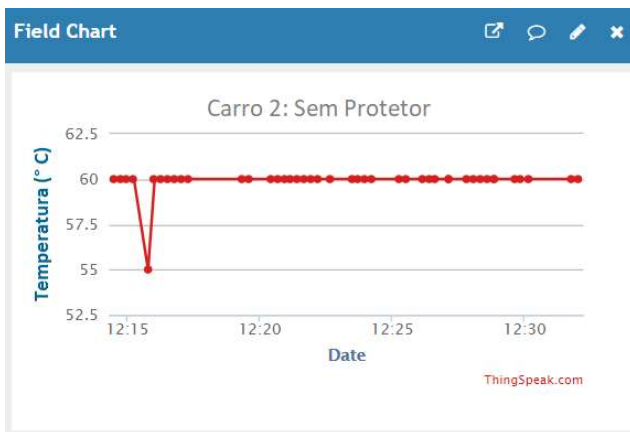 Field Chart
Carro 2: Sem Protetor
Temperatura (° C)
62.5
60
57.5
55
52.5
12:15 12:20 12:25 12:30
Date
ThingSpeak.com